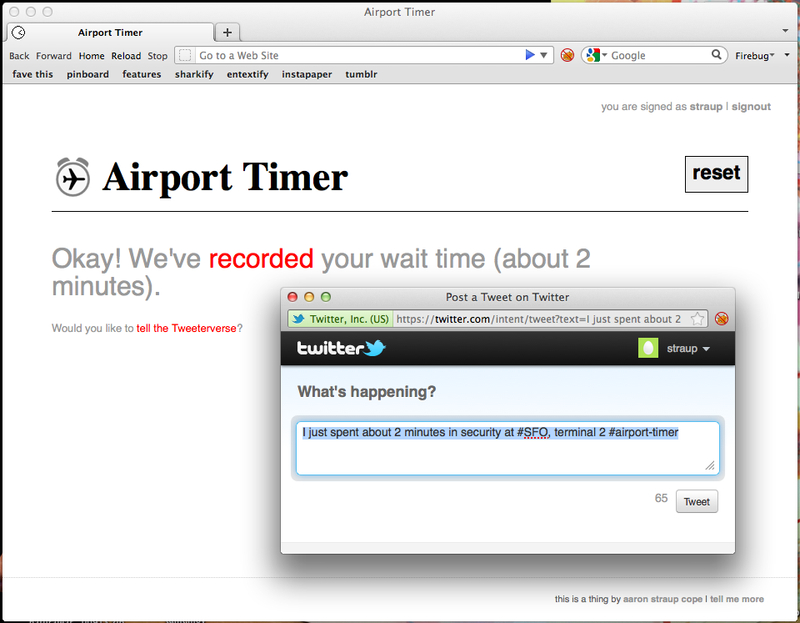 Airport Timer
Airport Timer
Back Forward Home Reload Stop Go to a Web Site Google Firebug
fave this pinboard features sharkify entextify instapaper tumblr
you are signed as straup | signout
Airport Timer
reset
Okay! We've recorded your wait time (about 2
minutes).
Would you like to tell the Tweeterverse?
Post a Tweet on Twitter
Twitter, Inc. (US) https://twitter.com/intent/tweet?text=I just spent about 2
twitter straup
What's happening?
I just spent about 2 minutes in security at #SFO, terminal 2 #airport-timer
65 Tweet
this is a thing by aaron straup cope | tell me more